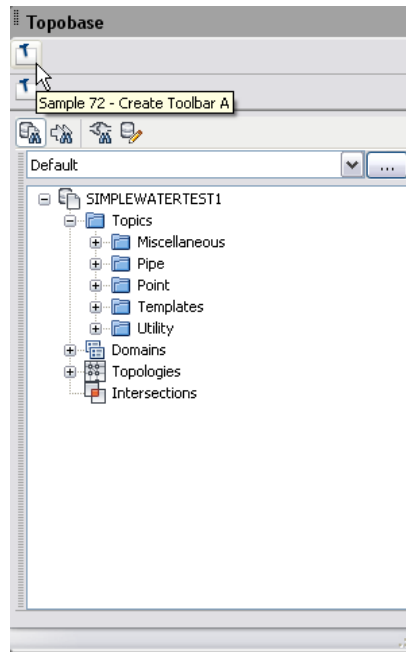 Topobase
Sample 72 - Create Toolbar A
Default
...
SIMPLEWATERTEST1
Topics
Miscellaneous
Pipe
Point
Templates
Utility
Domains
Topologies
Intersections